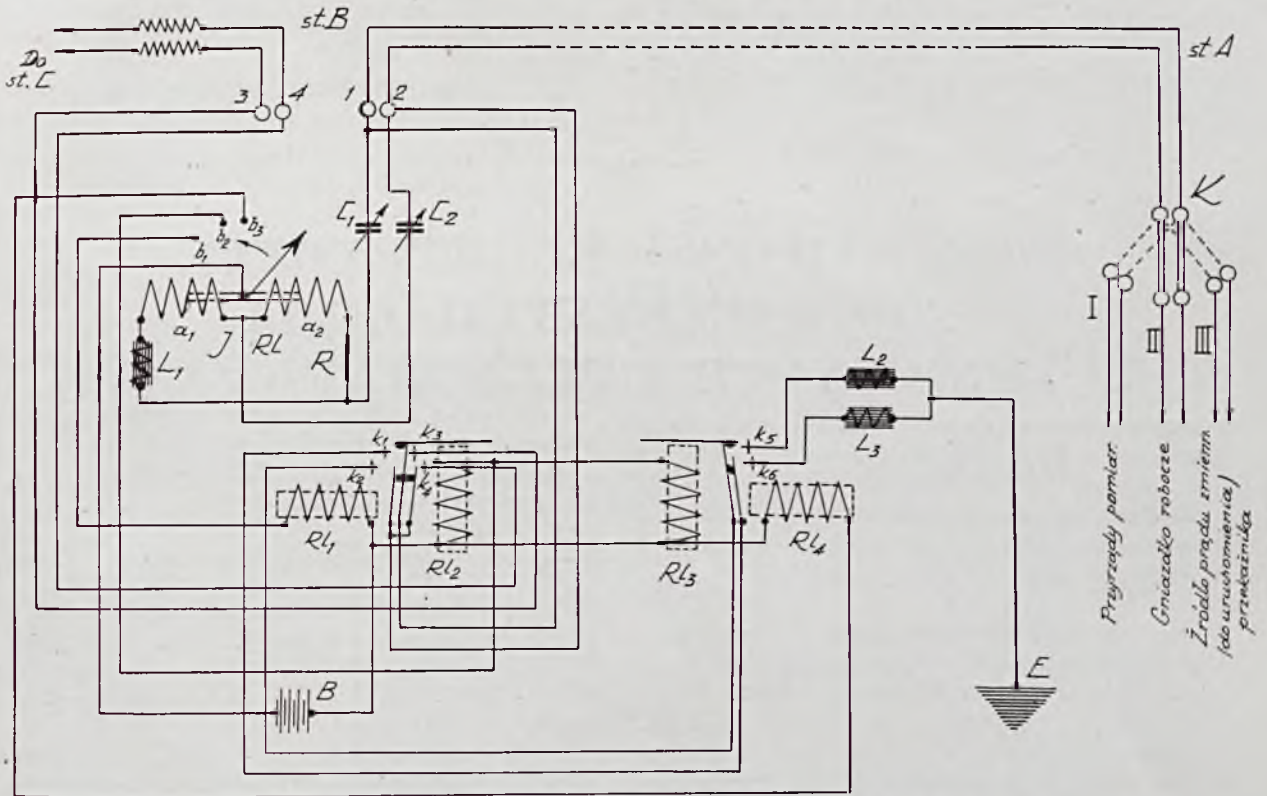 st.B
Do
st. C
3 4
1 2
st A
K
C1
C2
b3
b2
b1
a1
J
RL
a2
R
L1
I
II
III
L2
L3
k1
k3
k5
k2
k4
k6
RL1
RL2
RL3
RL4
B
E
Przyrządy pomiar.
Gniazdko robocze
Żródło prądu zmien.
(do uruchomienia)
przekaźnika